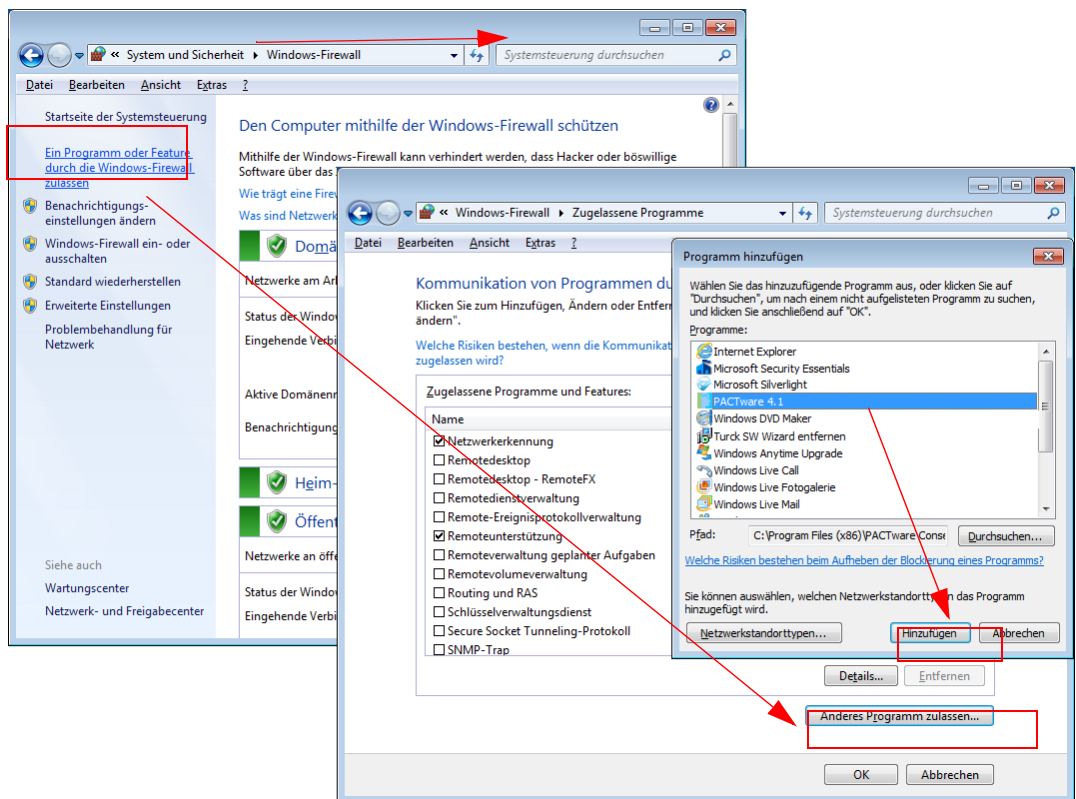 « System und Sicherheit ▸ Windows-Firewall
Systemsteuerung durchsuchen
Datei Bearbeiten Ansicht Extras ?
Startseite der Systemsteuerung
Ein Programm oder Feature
durch die Windows-Firewall
zulassen
Benachrichtigungs-
einstellungen ändern
Windows-Firewall ein- oder
ausschalten
Standard wiederherstellen
Erweiterte Einstellungen
Problembehandlung für
Netzwerk
Siehe auch
Wartungscenter
Netzwerk- und Freigabecenter
Den Computer mithilfe der Windows-Firewall schützen
Mithilfe der Windows-Firewall kann verhindert werden, dass Hacker oder böswillige
Software über das
Wie trägt eine Fire
Was sind Netzwerk
Domä
Netzwerke am Ar
Status der Windo
Eingehende Verbi
Aktive Domänenn
Benachrichtigung
Heim-
Öffent
Netzwerke an öffe
Status der Windo
Eingehende Verbi
« Windows-Firewall ▸ Zugelassene Programme
Systemsteuerung durchsuchen
Datei Bearbeiten Ansicht Extras ?
Kommunikation von Programmen du
Klicken Sie zum Hinzufügen, Ändern oder Entfer
ändern".
Welche Risiken bestehen, wenn die Kommunikat
zugelassen wird?
Zugelassene Programme und Features:
Name
Netzwerkerkennung
Remotedesktop
Remotedesktop - RemoteFX
Remotedienstverwaltung
Remote-Ereignisprotokollverwaltung
Remoteunterstützung
Remoteverwaltung geplanter Aufgaben
Remotevolumeverwaltung
Routing und RAS
Schlüsselverwaltungsdienst
Secure Socket Tunneling-Protokoll
SNMP-Trap
Details... Entfernen
Anderes Programm zulassen...
OK Abbrechen
Programm hinzufügen
Wählen Sie das hinzuzufügende Programm aus, oder klicken Sie auf
"Durchsuchen", um nach einem nicht aufgelisteten Programm zu suchen,
und klicken Sie anschließend auf "OK".
Programme:
Internet Explorer
Microsoft Security Essentials
Microsoft Silverlight
PACTware 4.1
Windows DVD Maker
Turck SW Wizard entfernen
Windows Anytime Upgrade
Windows Live Call
Windows Live Fotogalerie
Windows Live Mail
Pfad: C:\Program Files (x86)\PACTware Conse Durchsuchen...
Welche Risiken bestehen beim Aufheben der Blockierung eines Programms?
Sie können auswählen, welchen Netzwerkstandorttypen das Programm
hinzugefügt wird.
Netzwerkstandorttypen... Hinzufügen Abbrechen